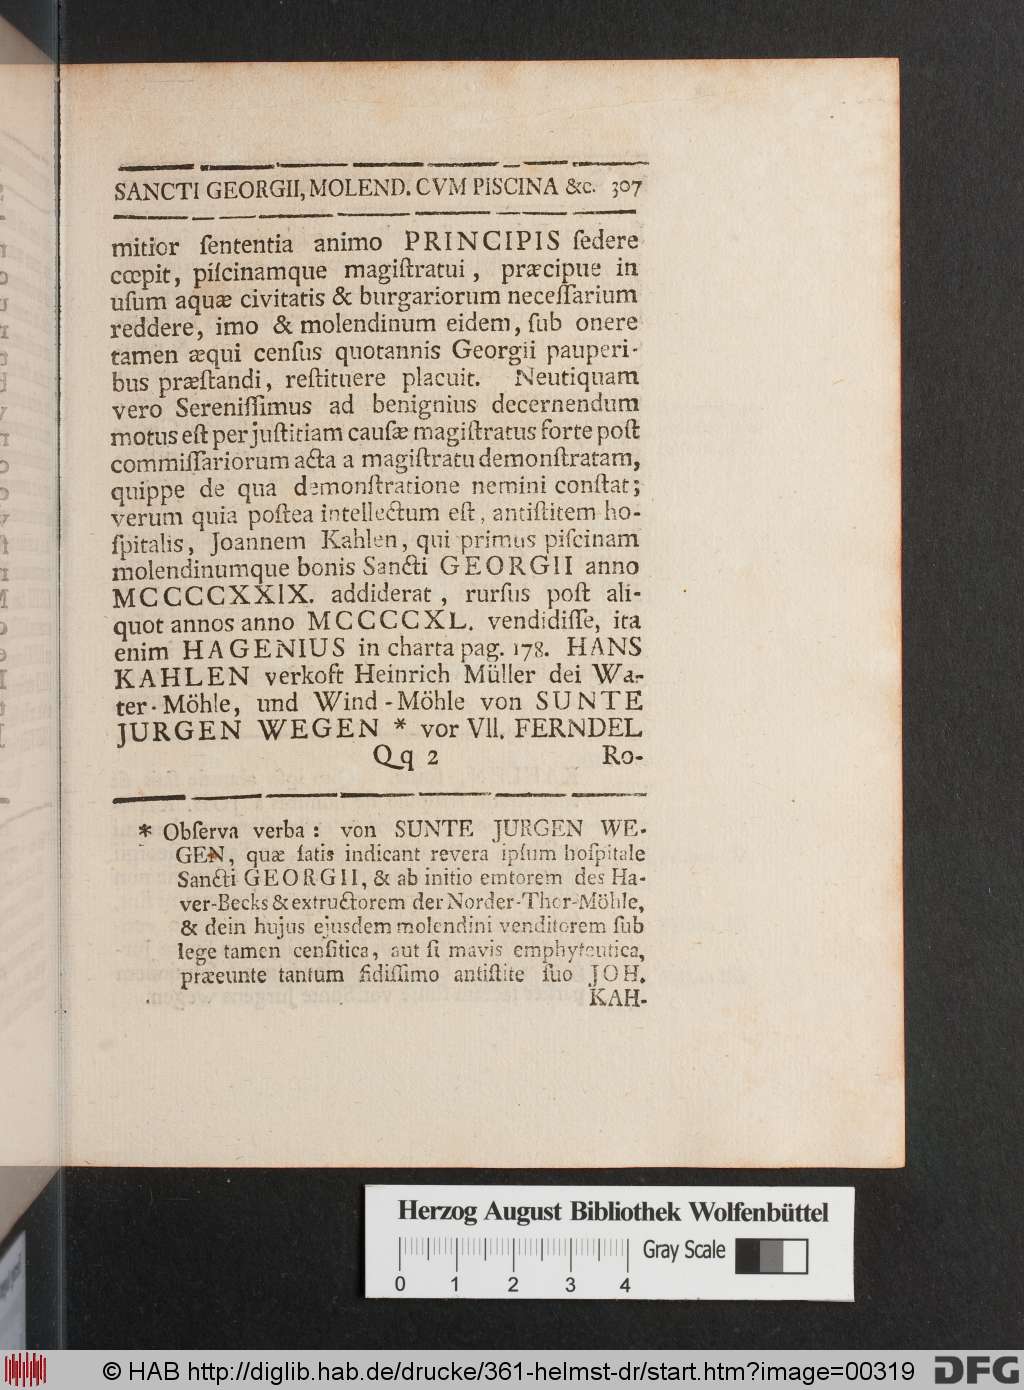 SANCTI GEORGII, MOLEND. CVM PISCINA &c. 307
mitior ſententia animo PRINCIPIS ſedere
cœpit, piſcinamque magiſtratui, præcipue in
uſum aquæ civitatis & burgariorum neceſſarium
reddere, imo & molendinum eidem, ſub onere
tamen æqui cenſus quotannis Georgii pauperi-
bus præſtandi, reſtituere placuit. Neutiquam
vero Sereniſſimus ad benignius decernendum
motus eſt per juſtitiam cauſæ magiſtratus forte poſt
commiſſariorum acta a magiſtratu demonſtratam,
quippe de qua demonſtratione nemini conſtat;
verum quia poſtea intellectum eſt, antiſtitem ho-
ſpitalis, Joannem Kahlen, qui primus piſcinam
molendinumque bonis Sancti GEORGII anno
MCCCCXXIX. addiderat, rurſus poſt ali-
quot annos anno MCCCCXL. vendidiſſe, ita
enim HAGENIUS in charta pag. 178. HANS
KAHLEN verkoft Heinrich Müller dei Wa-
ter-Möhle, und Wind-Möhle von SUNTE
JURGEN WEGEN * vor VII. FERNDEL
Qq 2 Ro-
* Obſerva verba: von SUNTE JURGEN WE-
GEN, quæ ſatis indicant revera ipſum hoſpitale
Sancti GEORGII, & ab initio emtorem des Ha-
ver-Becks & extructorem der Norder-Thor-Möhle,
& dein hujus ejusdem molendini venditorem ſub
lege tamen cenſitica, aut ſi mavis emphyteutica,
præeunte tantum fidiſſimo antiſtite ſuo JOH.
KAH-
Herzog August Bibliothek Wolfenbüttel
Gray Scale
0 1 2 3 4
© HAB http://diglib.hab.de/drucke/361-helmst-dr/start.htm?image=00319
DFG